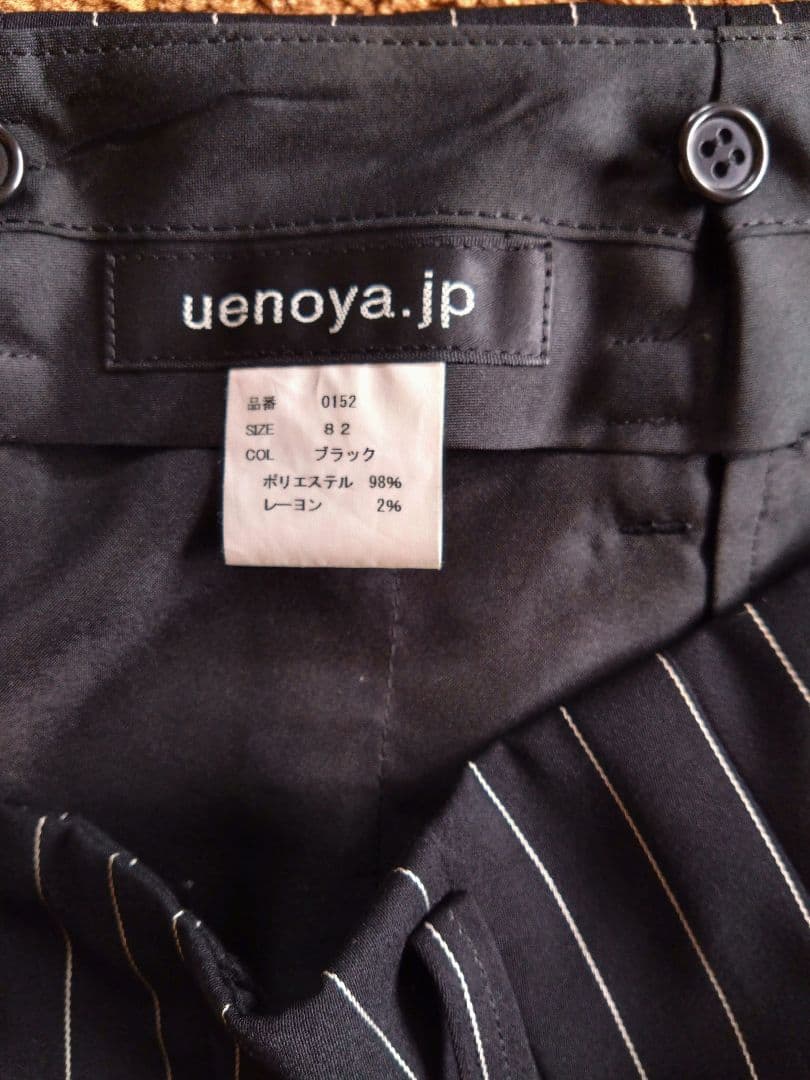 uenoya.jp
品番 0152
SIZE 82
COL ブラック
ポリエステル 98%
レーヨン 2%